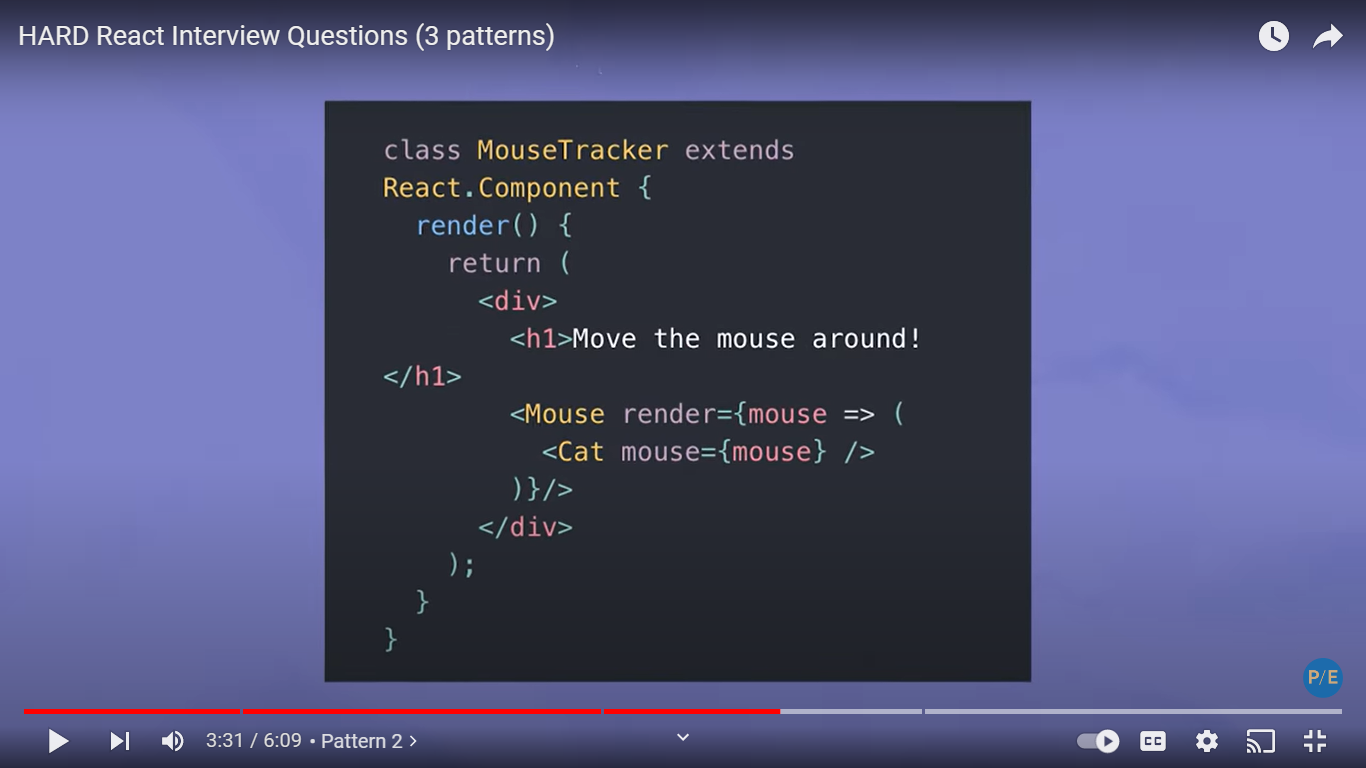 HARD React Interview Questions (3 patterns)
class MouseTracker extends
React.Component {
  render() {
    return (
      <div>
        <h1>Move the mouse around!
</h1>
        <Mouse render={mouse => (
          <Cat mouse={mouse} />
        )}/>
      </div>
    );
  }
}
P/E
3:31 / 6:09 • Pattern 2 >
CC